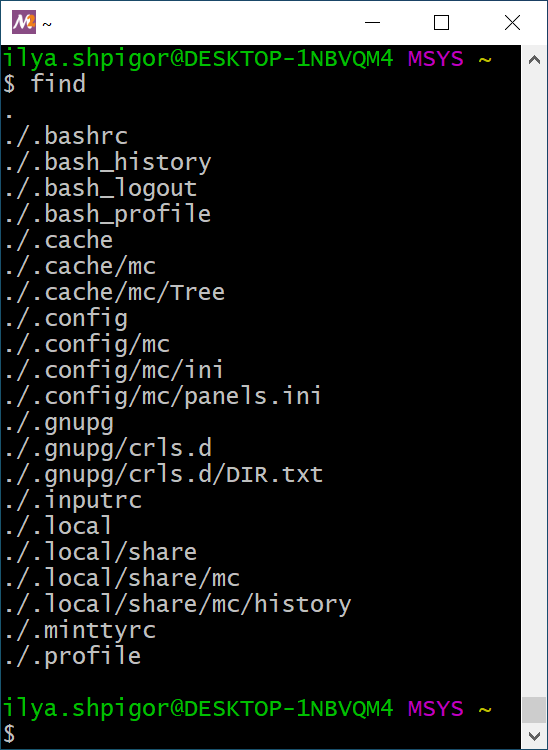 ~
ilya.shpigor@DESKTOP-1NBVQM4 MSYS ~
$ find
.
./.bashrc
./.bash_history
./.bash_logout
./.bash_profile
./.cache
./.cache/mc
./.cache/mc/Tree
./.config
./.config/mc
./.config/mc/ini
./.config/mc/panels.ini
./.gnupg
./.gnupg/crls.d
./.gnupg/crls.d/DIR.txt
./.inputrc
./.local
./.local/share
./.local/share/mc
./.local/share/mc/history
./.minttyrc
./.profile
ilya.shpigor@DESKTOP-1NBVQM4 MSYS ~
$